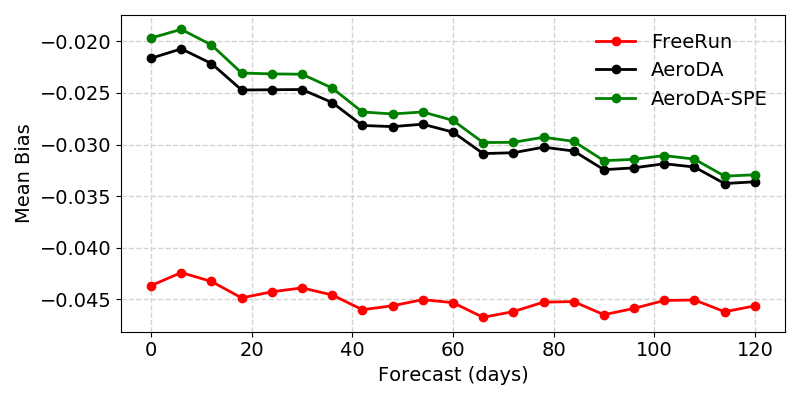 −0.020
−0.025
−0.030
−0.035
−0.040
−0.045
Mean Bias
FreeRun
AeroDA
AeroDA-SPE
0 20 40 60 80 100 120
Forecast (days)